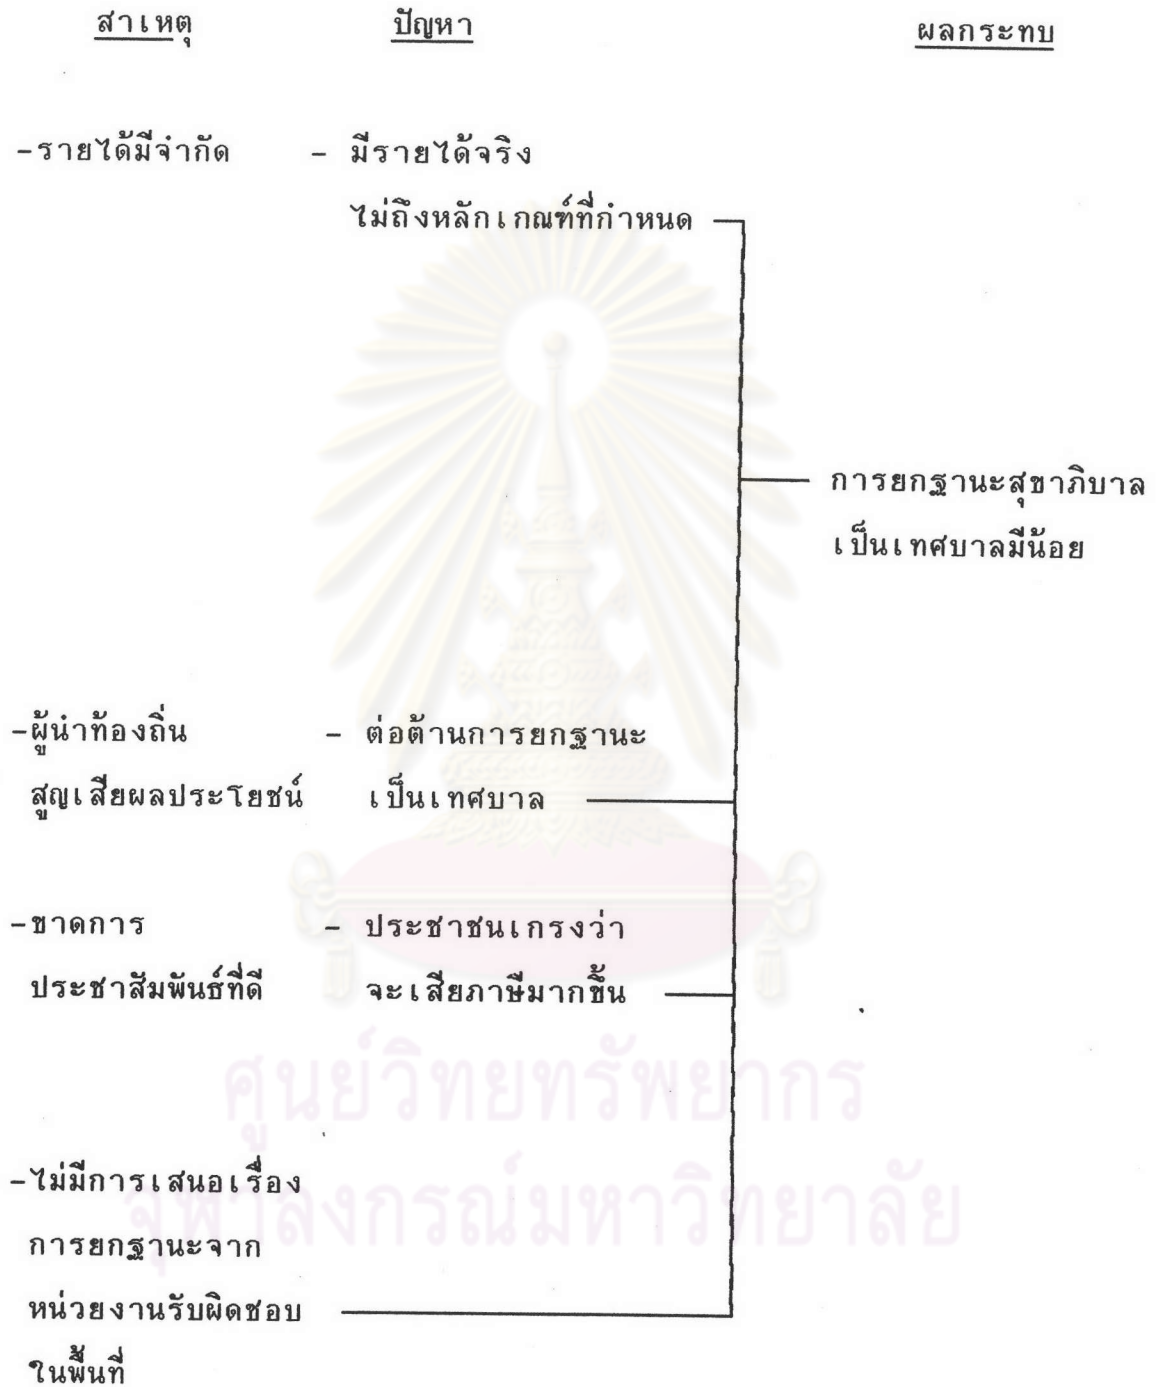 สาเหตุ ปัญหา ผลกระทบ
-รายได้มีจำกัด - มีรายได้จริง
ไม่ถึงหลักเกณฑ์ที่กำหนด
การยกฐานะสุขาภิบาล
เป็นเทศบาลมีน้อย
-ผู้นำท้องถิ่น - ต่อต้านการยกฐานะ
สูญเสียผลประโยชน์ เป็นเทศบาล
-ขาดการ - ประชาชนเกรงว่า
ประชาสัมพันธ์ที่ดี จะเสียภาษีมากขึ้น
ศูนย์วิทยทรัพยากร
-ไม่มีการเสนอเรื่อง
จุฬาลงกรณ์มหาวิทยาลัย
การยกฐานะจาก
หน่วยงานรับผิดชอบ
ในพื้นที่